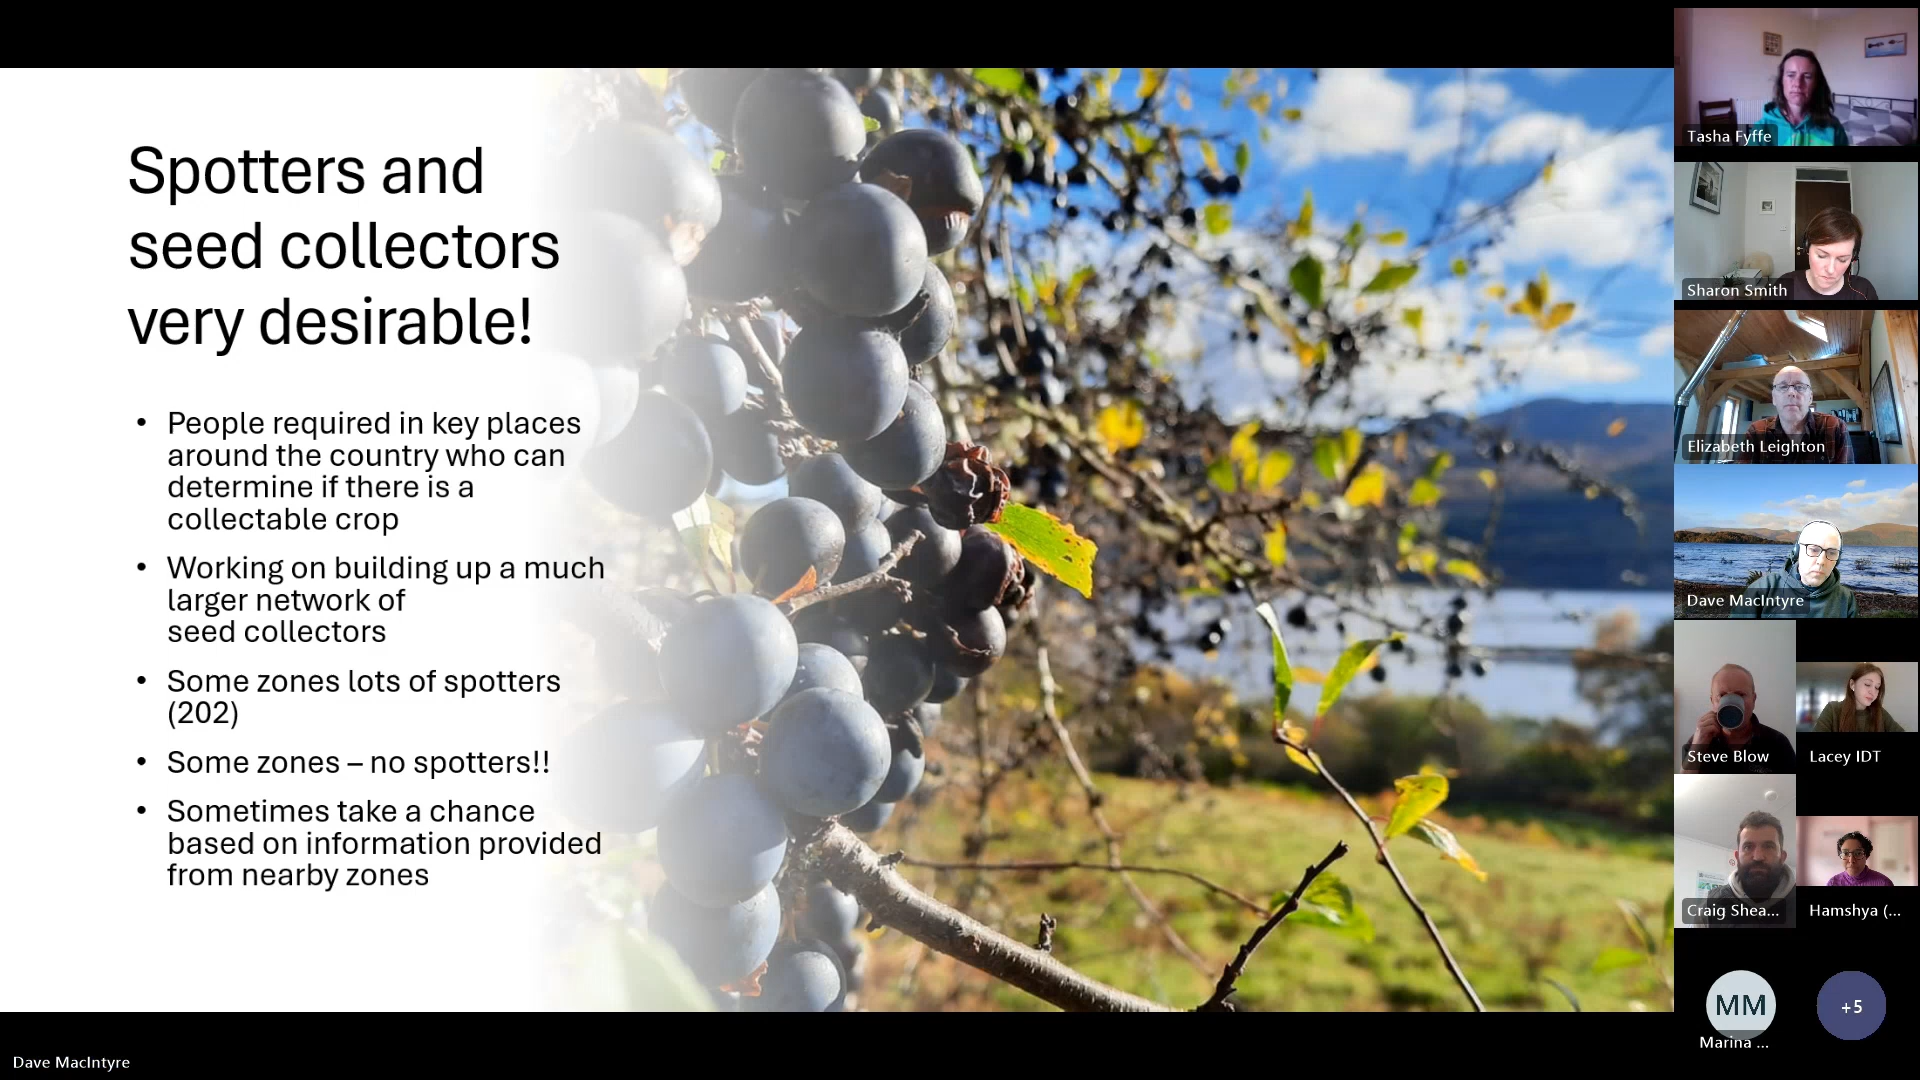 Spotters and
seed collectors
very desirable!
• People required in key places
around the country who can
determine if there is a
collectable crop
• Working on building up a much
larger network of
seed collectors
• Some zones lots of spotters
(202)
• Some zones – no spotters!!
• Sometimes take a chance
based on information provided
from nearby zones
Dave MacIntyre
Tasha Fyffe
Sharon Smith
Elizabeth Leighton
Dave MacIntyre
Steve Blow
Lacey IDT
Craig Shea...
Hamshya (...
MM
+5
Marina ...